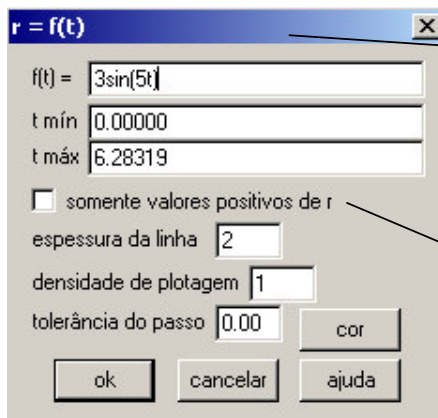 r = f(t)
f(t) = 3sin(5t)
t mín 0.00000
t máx 6.28319
somente valores positivos de r
espessura da linha 2
densidade de plotagem 1
tolerância do passo 0.00
cor
ok cancelar ajuda